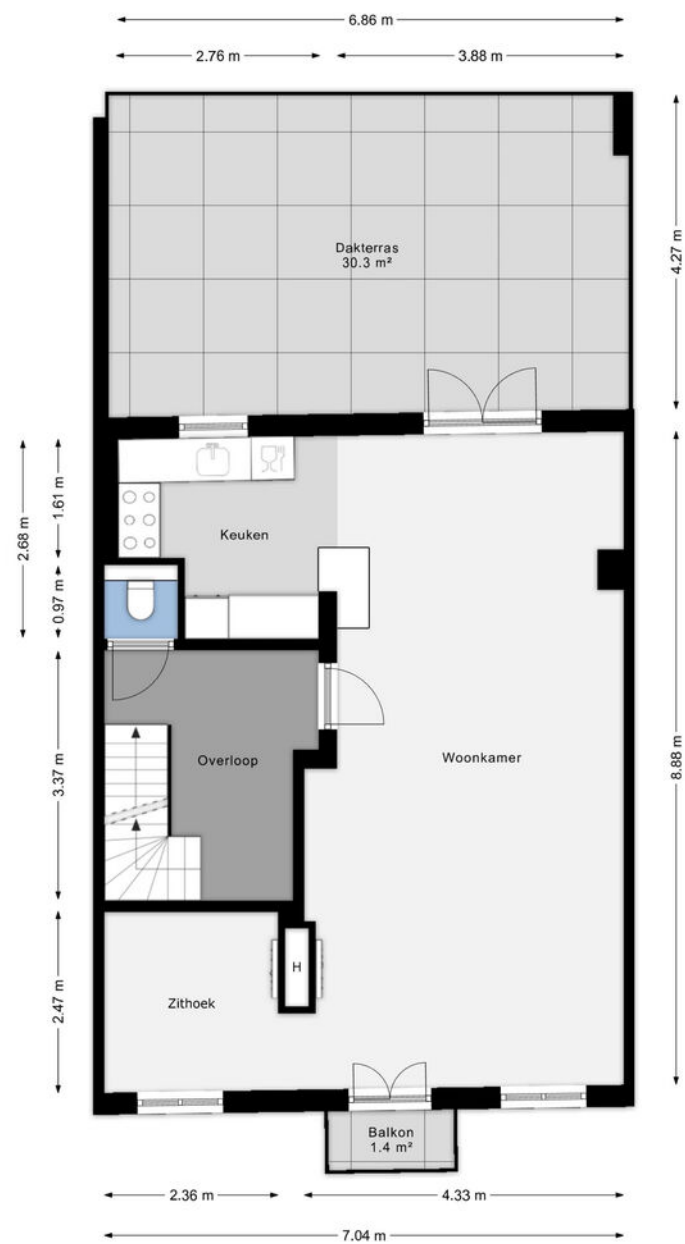 6.86 m
2.76 m
3.88 m
Dakterras
30.3 m²
4.27 m
2.68 m
1.61 m
0.97 m
Keuken
3.37 m
Overloop
Woonkamer
8.88 m
2.47 m
Zithoek
H
Balkon
1.4 m²
2.36 m
4.33 m
7.04 m